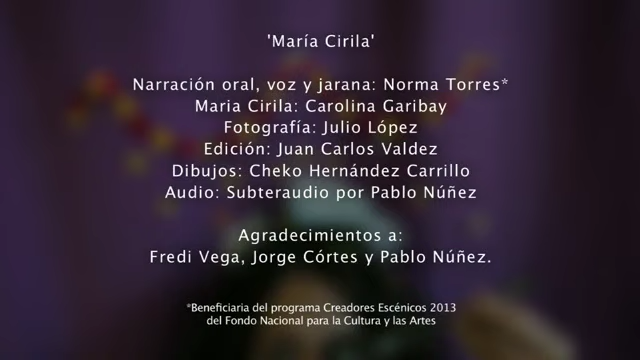 'María Cirila'
Narración oral, voz y jarana: Norma Torres*
Maria Cirila: Carolina Garibay
Fotografía: Julio López
Edición: Juan Carlos Valdez
Dibujos: Cheko Hernández Carrillo
Audio: Subteraudio por Pablo Núñez
Agradecimientos a:
Fredi Vega, Jorge Córtes y Pablo Núñez.
*Beneficiaria del programa Creadores Escénicos 2013
del Fondo Nacional para la Cultura y las Artes